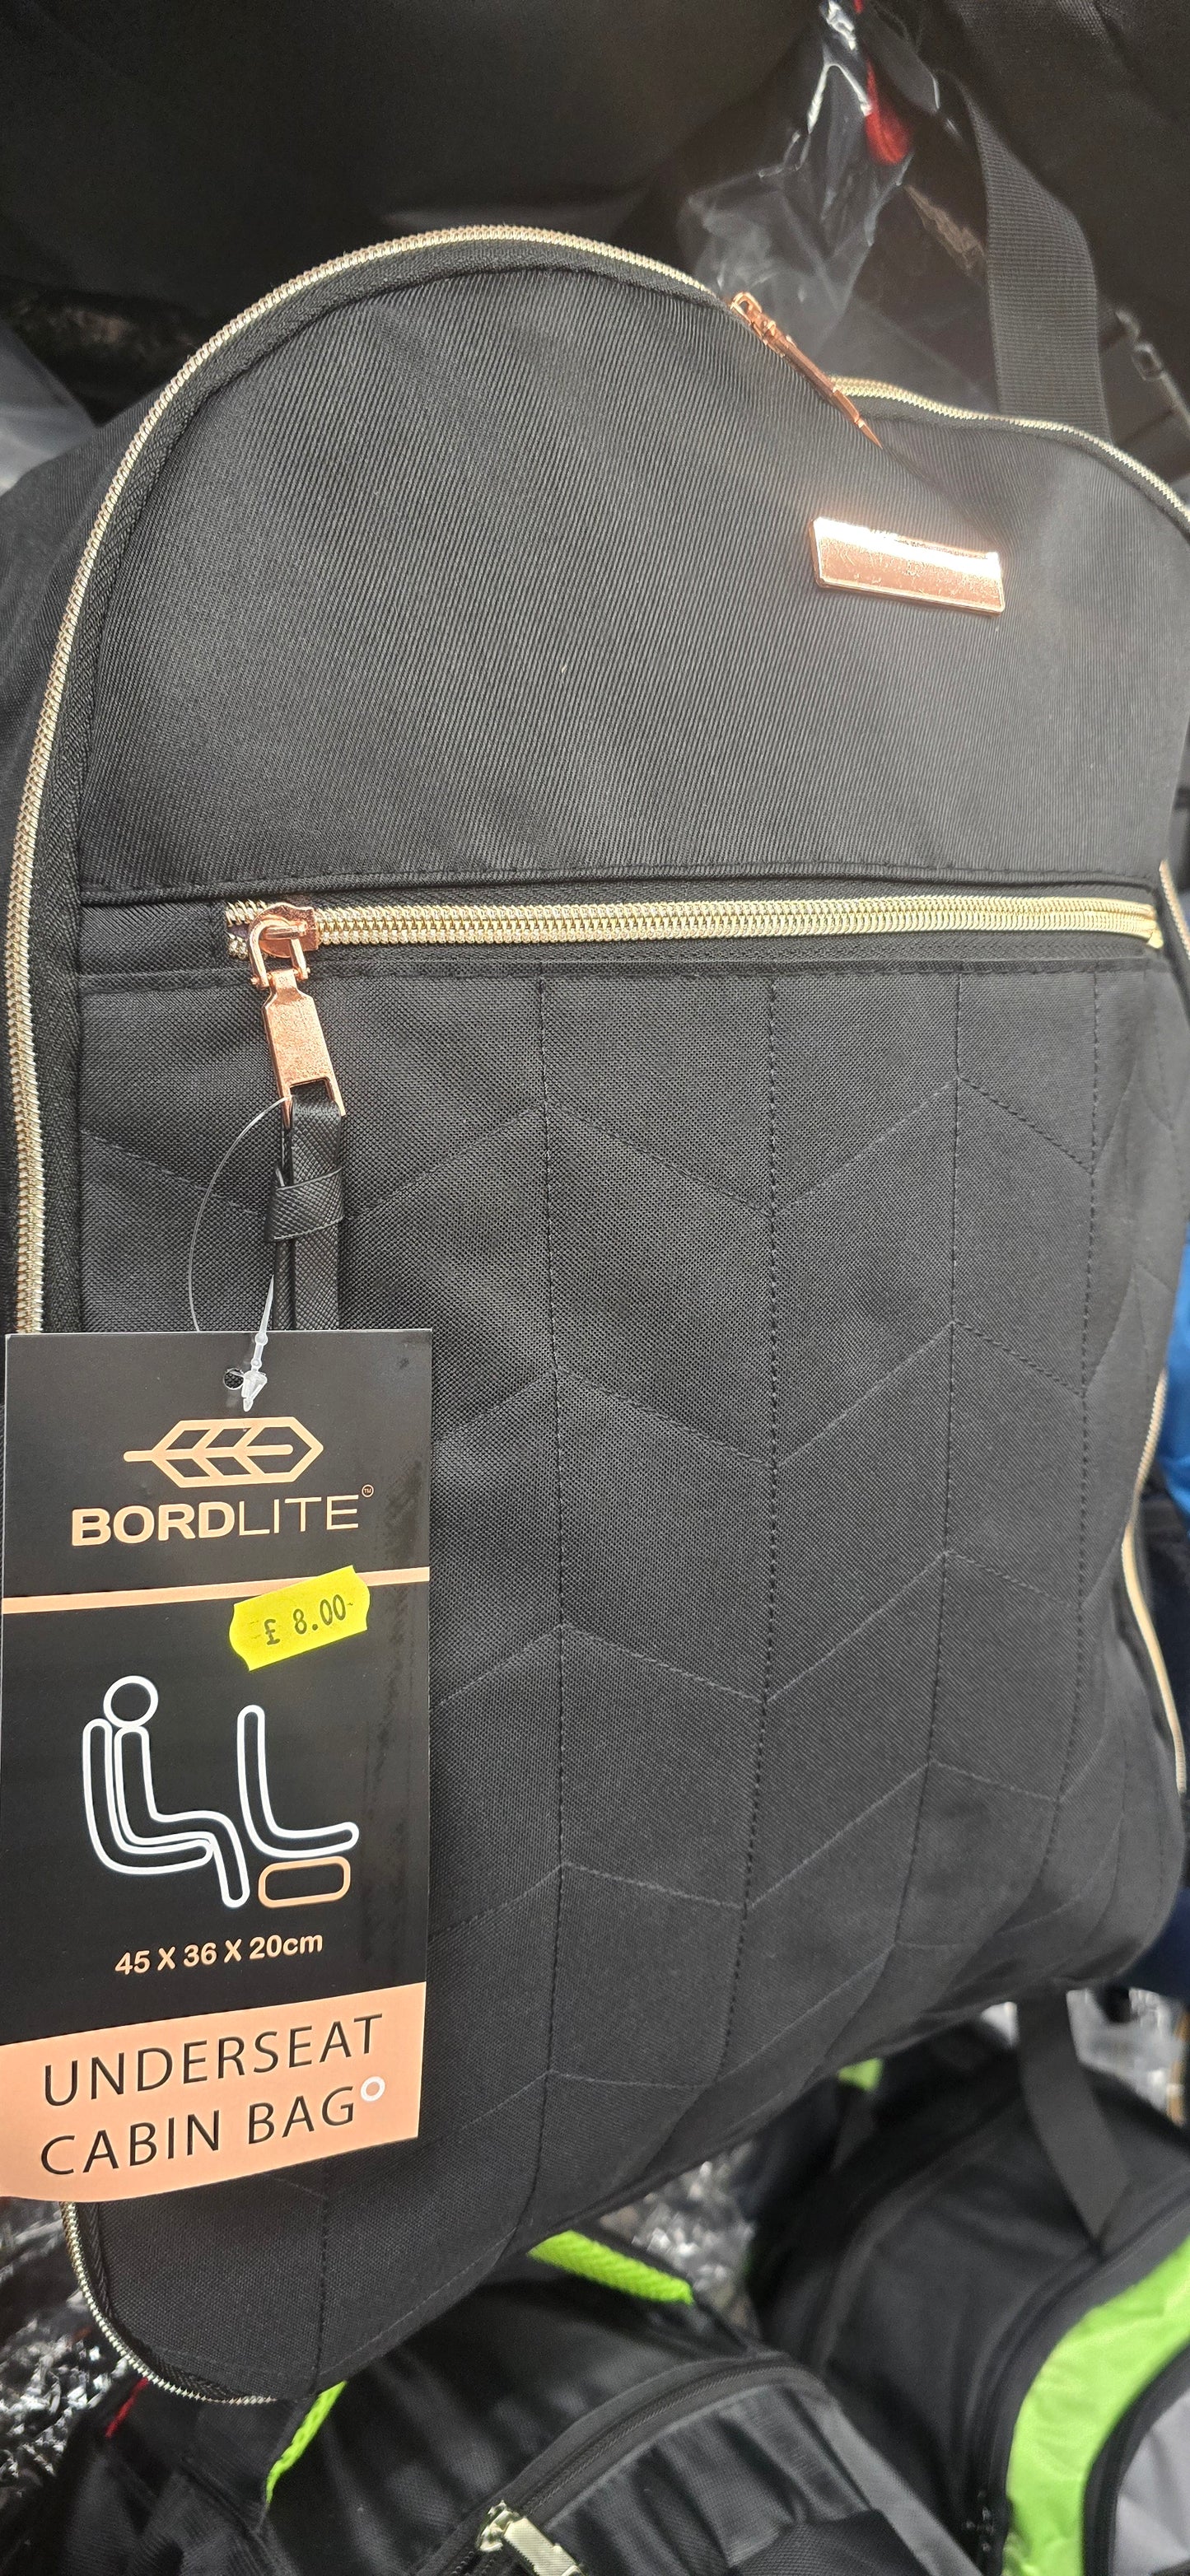 BORDLITE™
£ 8.00
45 X 36 X 20cm
UNDERSEAT
CABIN BAG